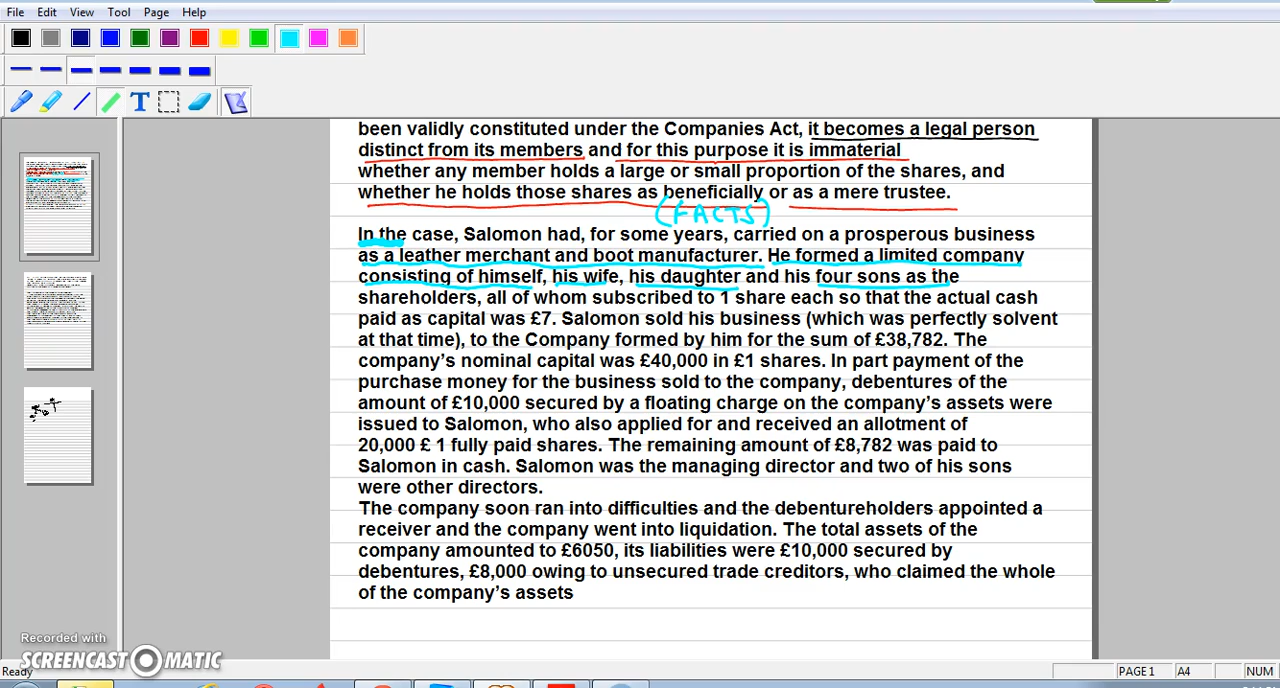 File Edit View Tool Page Help
been validly constituted under the Companies Act, it becomes a legal person
distinct from its members and for this purpose it is immaterial
whether any member holds a large or small proportion of the shares, and
whether he holds those shares as beneficially or as a mere trustee.
(FACTS)
In the case, Salomon had, for some years, carried on a prosperous business
as a leather merchant and boot manufacturer. He formed a limited company
consisting of himself, his wife, his daughter and his four sons as the
shareholders, all of whom subscribed to 1 share each so that the actual cash
paid as capital was £7. Salomon sold his business (which was perfectly solvent
at that time), to the Company formed by him for the sum of £38,782. The
company's nominal capital was £40,000 in £1 shares. In part payment of the
purchase money for the business sold to the company, debentures of the
amount of £10,000 secured by a floating charge on the company's assets were
issued to Salomon, who also applied for and received an allotment of
20,000 £ 1 fully paid shares. The remaining amount of £8,782 was paid to
Salomon in cash. Salomon was the managing director and two of his sons
were other directors.
The company soon ran into difficulties and the debentureholders appointed a
receiver and the company went into liquidation. The total assets of the
company amounted to £6050, its liabilities were £10,000 secured by
debentures, £8,000 owing to unsecured trade creditors, who claimed the whole
of the company's assets
Recorded with
SCREENCAST-O-MATIC
Ready PAGE1 A4 NUM